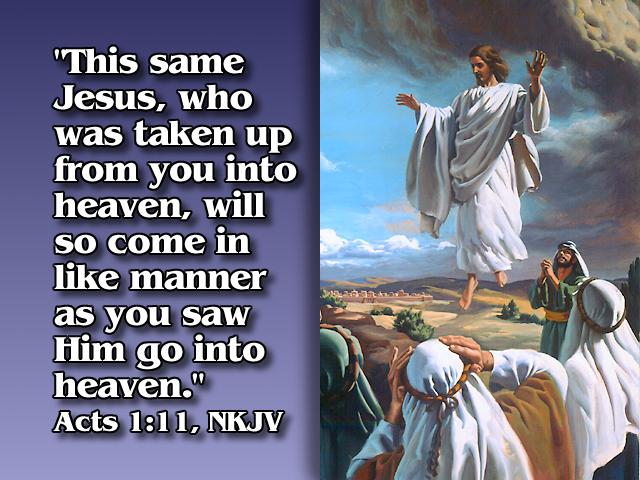 "This same
Jesus, who
was taken up
from you into
heaven, will
so come in
like manner
as you saw
Him go into
heaven."
Acts 1:11, NKJV